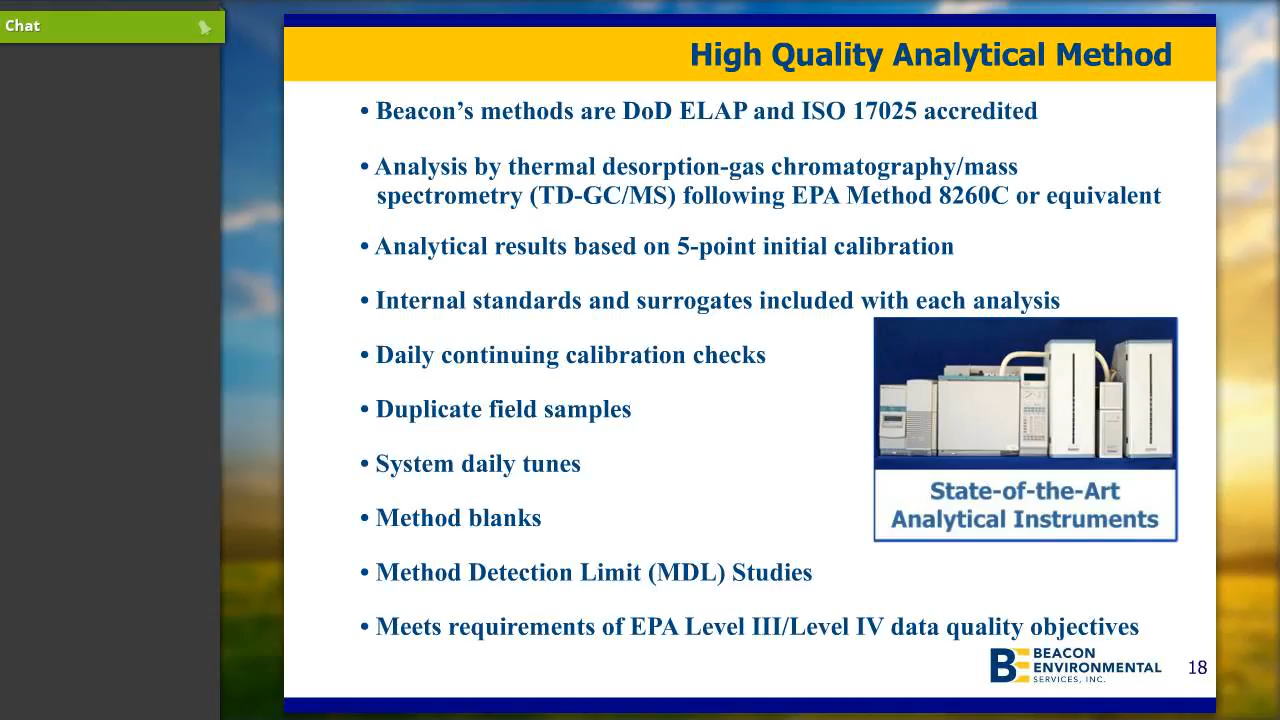 Chat
High Quality Analytical Method
• Beacon’s methods are DoD ELAP and ISO 17025 accredited
• Analysis by thermal desorption-gas chromatography/mass
spectrometry (TD-GC/MS) following EPA Method 8260C or equivalent
• Analytical results based on 5-point initial calibration
• Internal standards and surrogates included with each analysis
• Daily continuing calibration checks
• Duplicate field samples
• System daily tunes
• Method blanks
• Method Detection Limit (MDL) Studies
• Meets requirements of EPA Level III/Level IV data quality objectives
State-of-the-Art
Analytical Instruments
BE BEACON
ENVIRONMENTAL
SERVICES, INC.
18